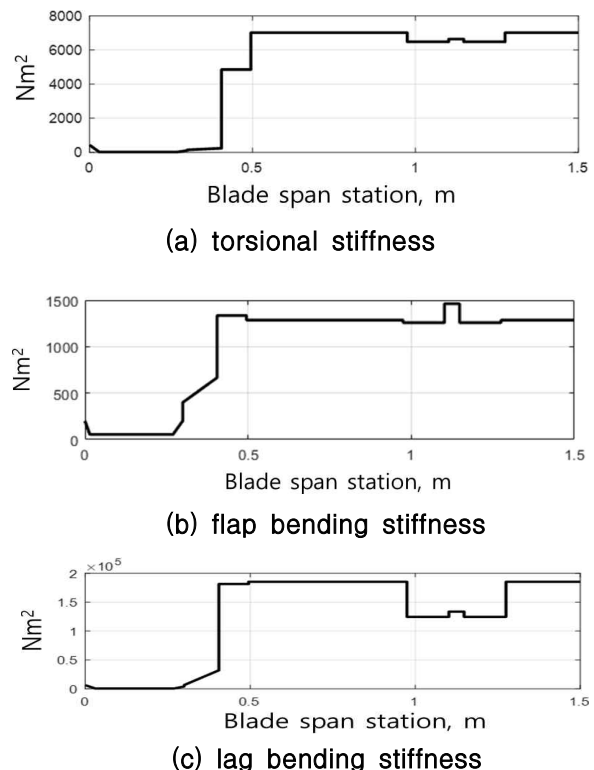 8000
6000
4000
2000
0
Nm²
0 0.5 1 1.5
Blade span station, m
(a) torsional stiffness
1500
1000
500
0
Nm²
0 0.5 1 1.5
Blade span station, m
(b) flap bending stiffness
×10⁵
2
1.5
1
0.5
0
Nm²
0 0.5 1 1.5
Blade span station, m
(c) lag bending stiffness